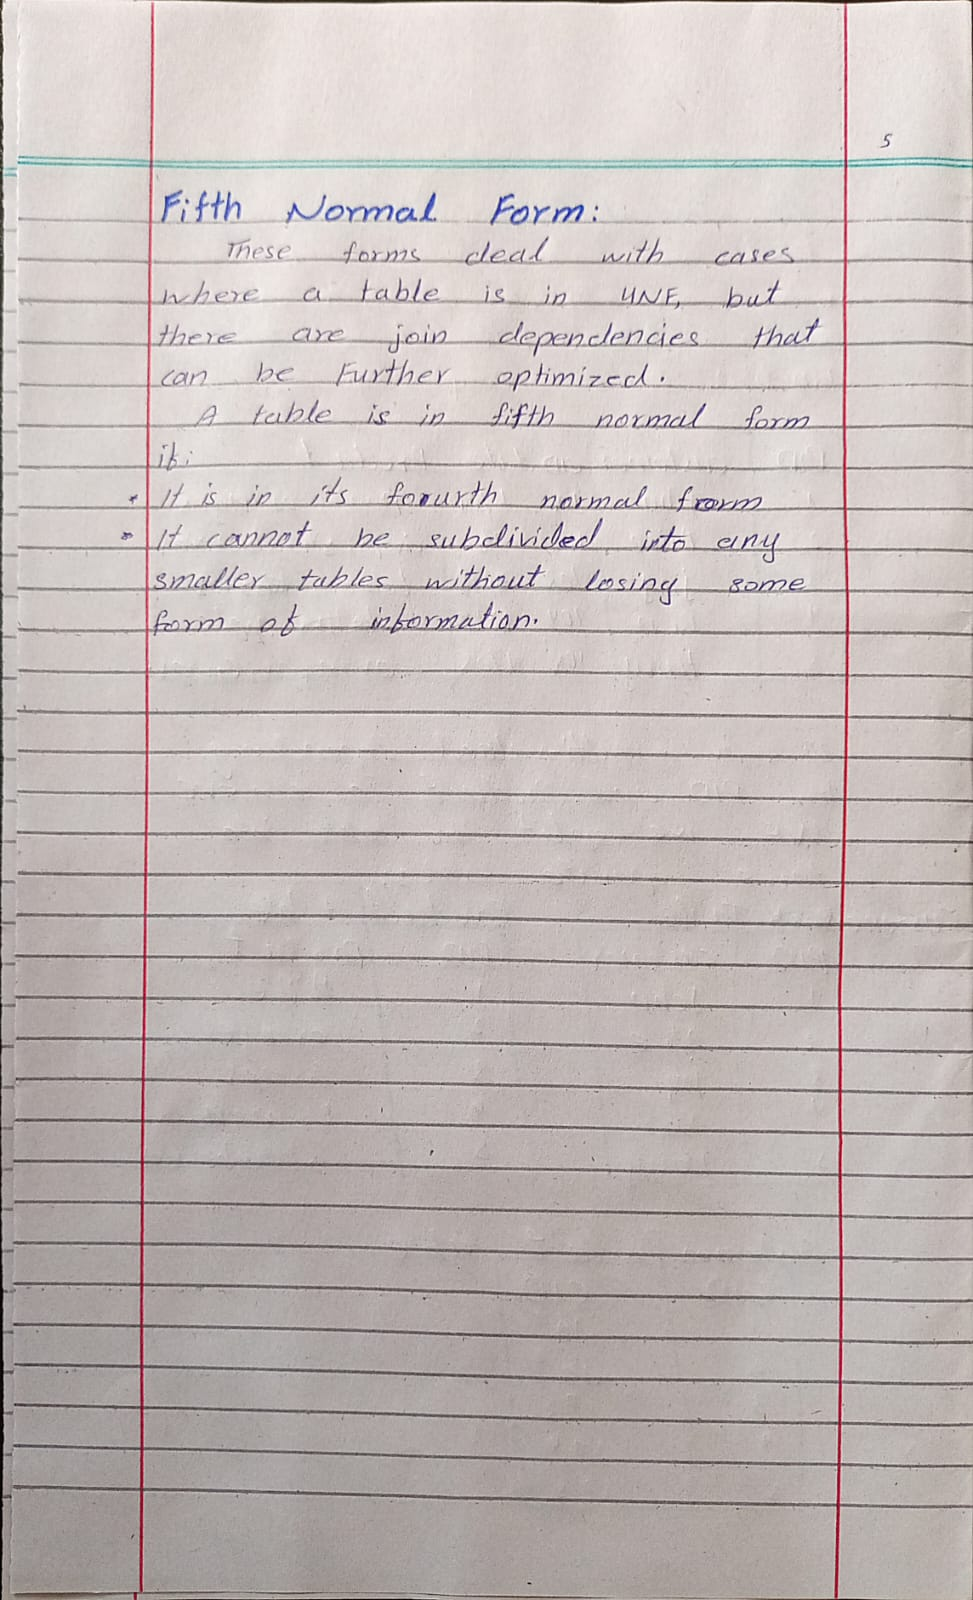 5
Fifth Normal Form:
These forms deal with cases
where a table is in 4NF, but
there are join dependencies that
can be Further optimized.
A table is in fifth normal form
if:
* It is in its forurth normal from
* It cannot be subdivided into any
smaller tables without losing some
form of information.